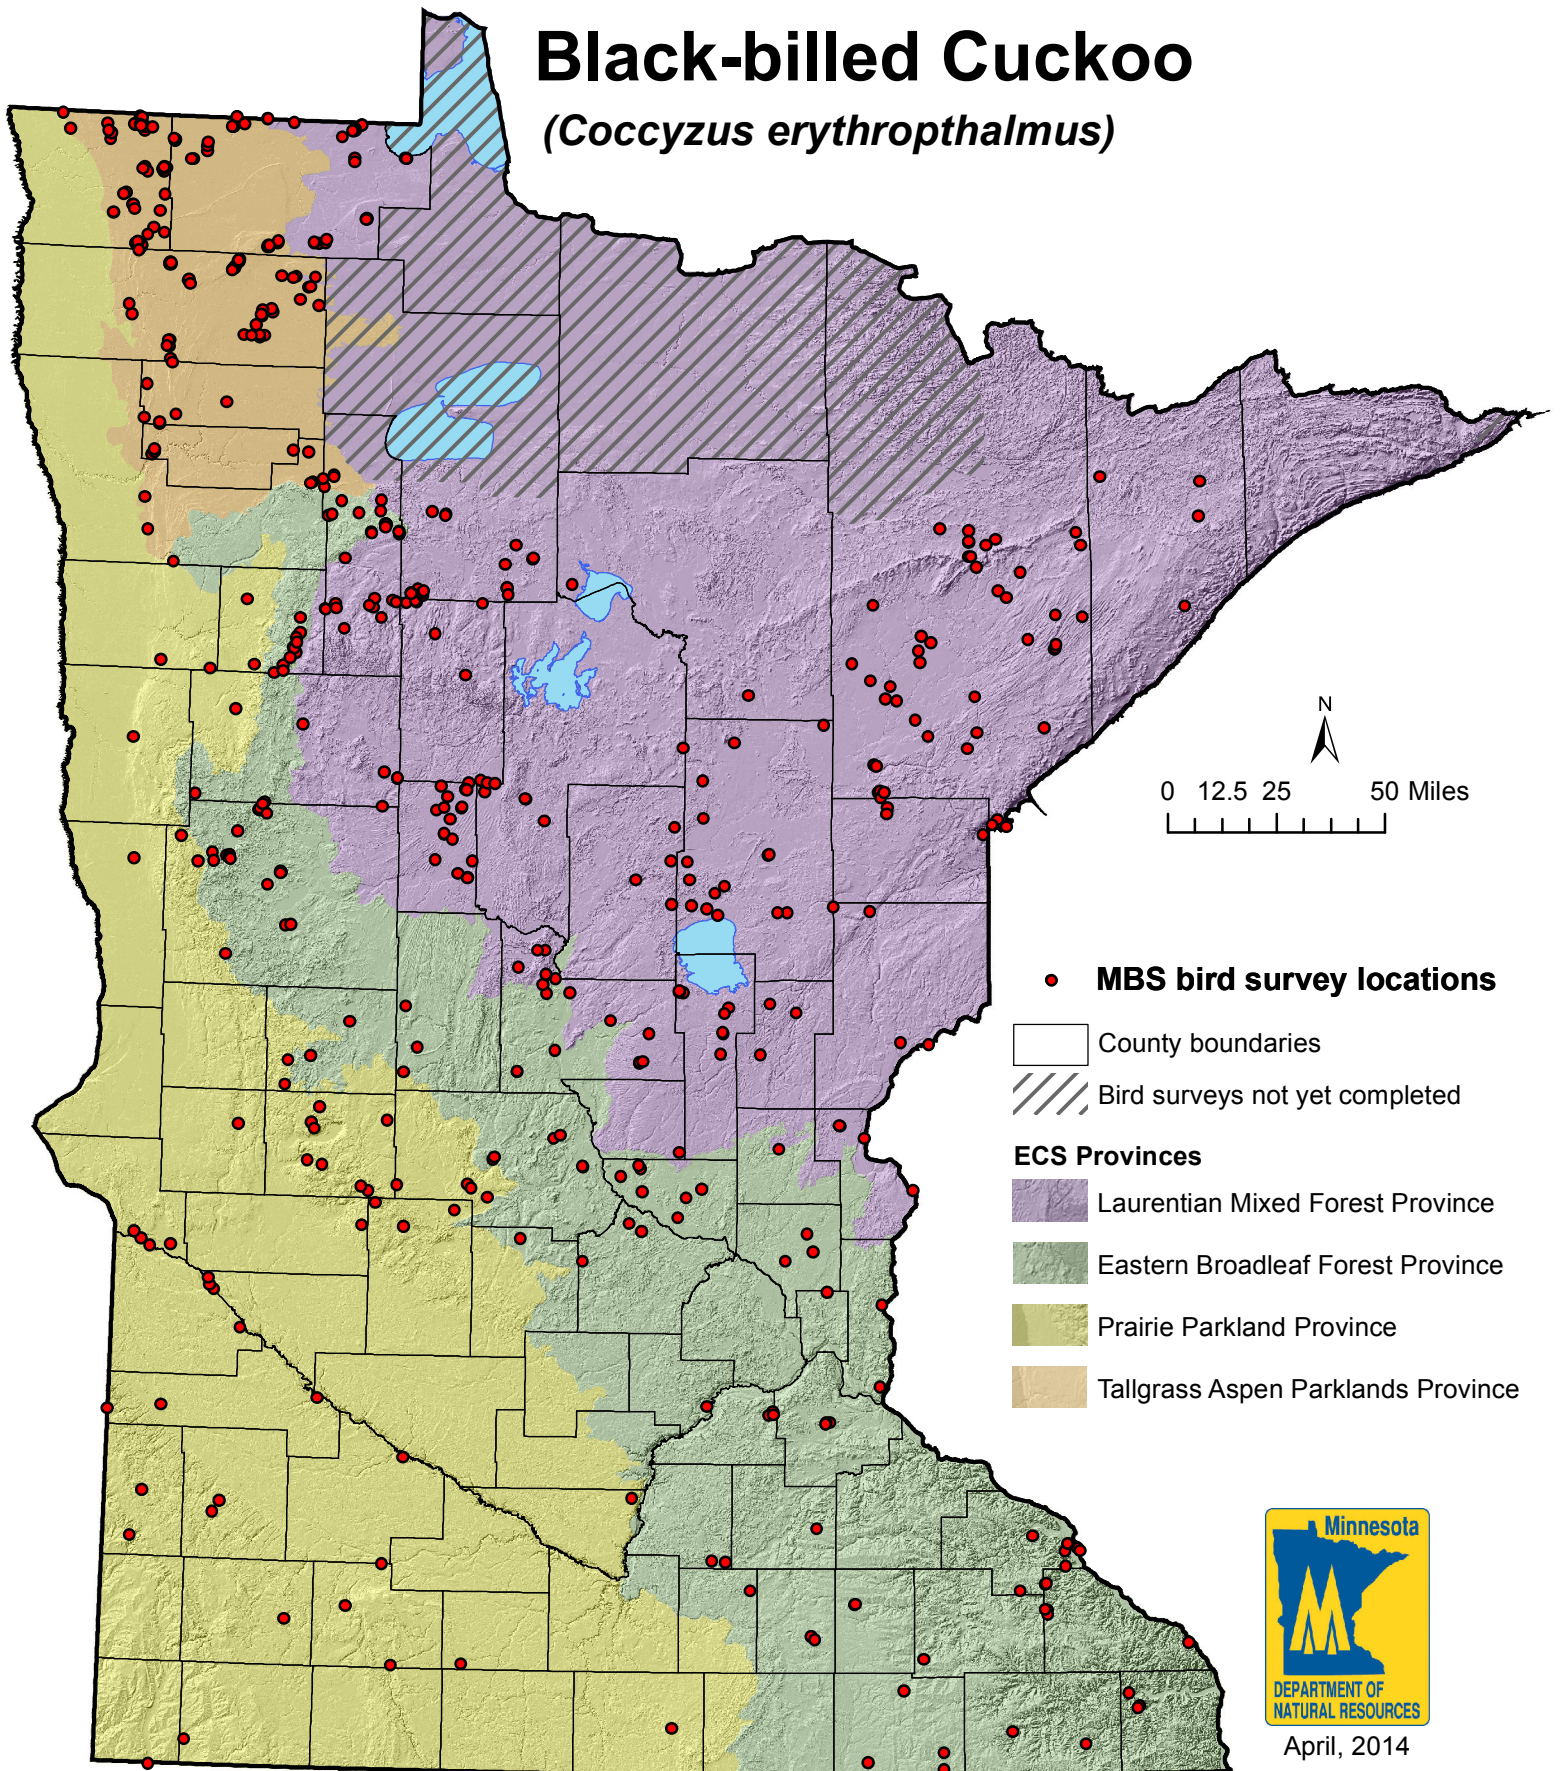 Black-billed Cuckoo
(Coccyzus erythropthalmus)
N
0 12.5 25 50 Miles
MBS bird survey locations
County boundaries
Bird surveys not yet completed
ECS Provinces
Laurentian Mixed Forest Province
Eastern Broadleaf Forest Province
Prairie Parkland Province
Tallgrass Aspen Parklands Province
Minnesota
DEPARTMENT OF
NATURAL RESOURCES
April, 2014